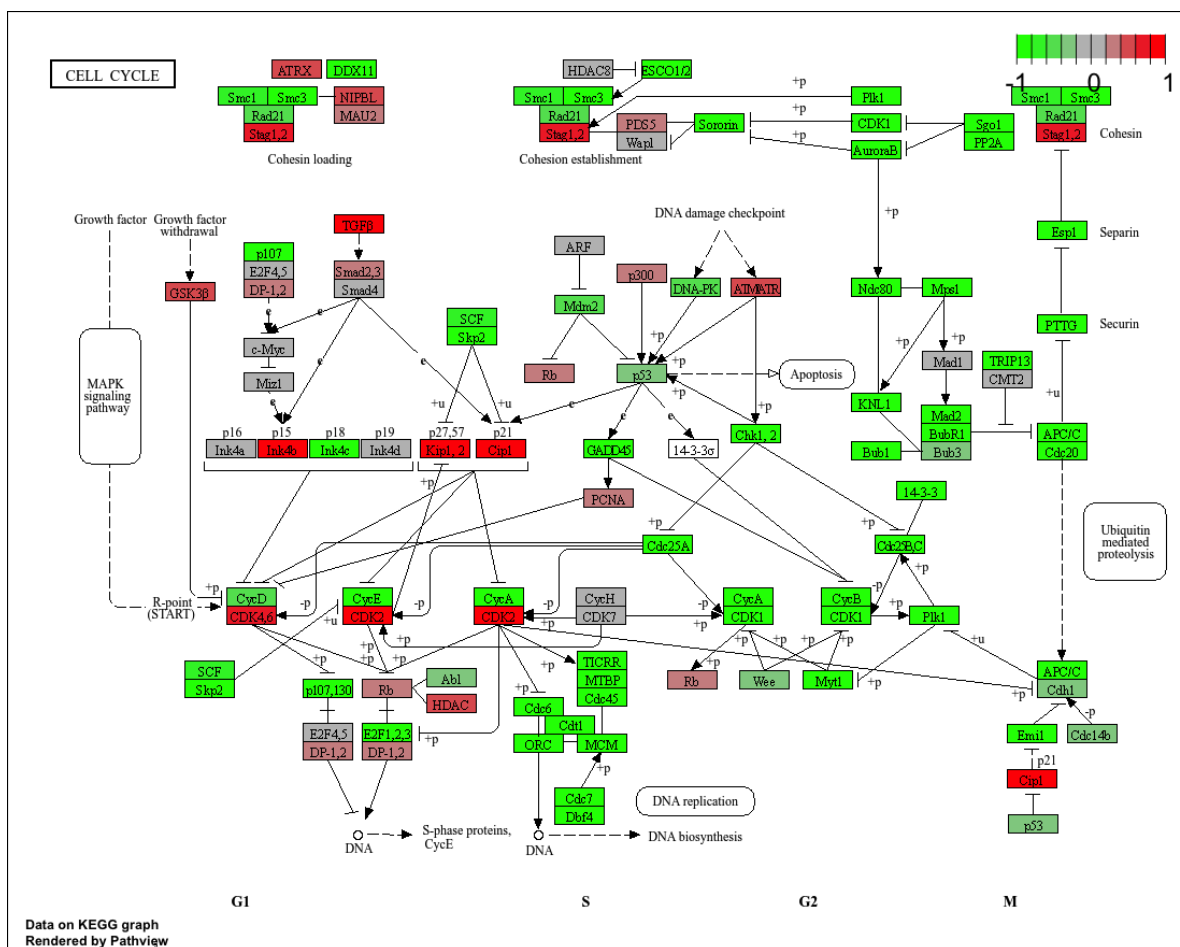 CELL CYCLE
ATRX DDX11
Smc1 Smc3 NIPBL
Rad21 MAU2
Stag1,2
Cohesin loading
HDAC8 ESCO1/2
Smc1 Smc3
Rad21
Stag1,2
PDS5
Wapl
Sororin
Cohesion establishment
+p
Plk1
+p
CDK1
+p
AuroraB
Sgo1
PP2A
-1 0 1
Smc1 Smc3
Rad21
Stag1,2
Cohesin
Growth factor
Growth factor
withdrawal
TGFβ
DNA damage checkpoint
+p
Esp1
Separin
p107
E2F4,5
DP-1,2
Smad2,3
Smad4
ARF
p300
DNA-PK
ATM/ATR
GSK3β
Mdm2
Ndc80
Mps1
SCF
Skp2
e
e
c-Myc
Miz1
e
e
MAPK
signaling
pathway
Rb
+p
+p
p53
Apoptosis
+p
+p
Mad1
TRIP13
CMT2
PTTG
Securin
+u
KNL1
+u
+u
e
e
+p
p16
Ink4a
p15
Ink4b
p18
Ink4c
p19
Ink4d
p27,57
Kip1, 2
p21
Cip1
GADD45
14-3-3σ
Chk1, 2
Mad2
BubR1
Bub3
Bub1
APC/C
Cdc20
+p
PCNA
14-3-3
+p
+p
Cdc25A
Cdc25B,C
Ubiquitin
mediated
proteolysis
R-point
(START)
+p
CycD
CDK4,6
-p
CycE
CDK2
-p
CycA
CDK2
-p
+p
CycH
CDK7
-p
+p
CycA
CDK1
CycB
CDK1
-p
+p
+p
Plk1
+u
+u
+p
+p
+p
+p
+p
+p
+p
+p
+p
+p
SCF
Skp2
p107,130
Rb
Abl
HDAC
TICRR
MTBP
Cdc45
Rb
Wee
Myt1
APC/C
Cdh1
-p
E2F4,5
DP-1,2
E2F1,2,3
DP-1,2
+p
Cdc6
Cdt1
ORC
MCM
+p
Emi1
Cdc14b
p21
Cip1
Cdc7
Dbf4
DNA replication
p53
DNA
S-phase proteins,
CycE
DNA
DNA biosynthesis
G1 S G2 M
Data on KEGG graph
Rendered by Pathview